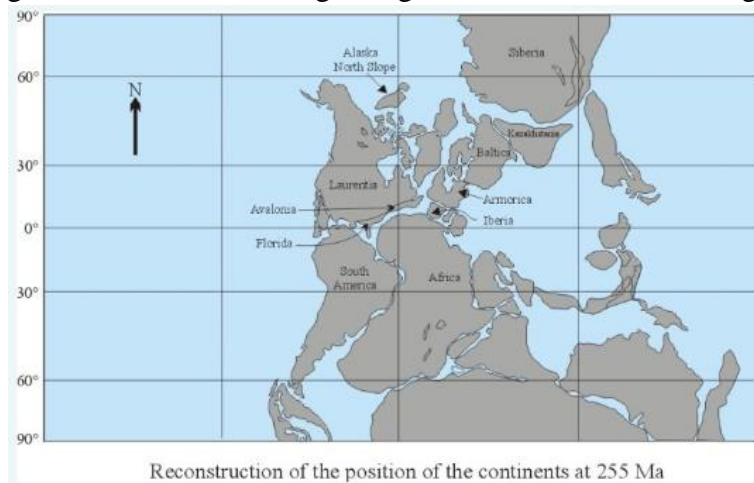 90°
60°
30°
0°
30°
60°
90°
N
Alaska
North Slope
Siberia
Kazakhstania
Baltica
Laurentia
Avalonia
Armorica
Iberia
Florida
South
America
Africa
Reconstruction of the position of the continents at 255 Ma